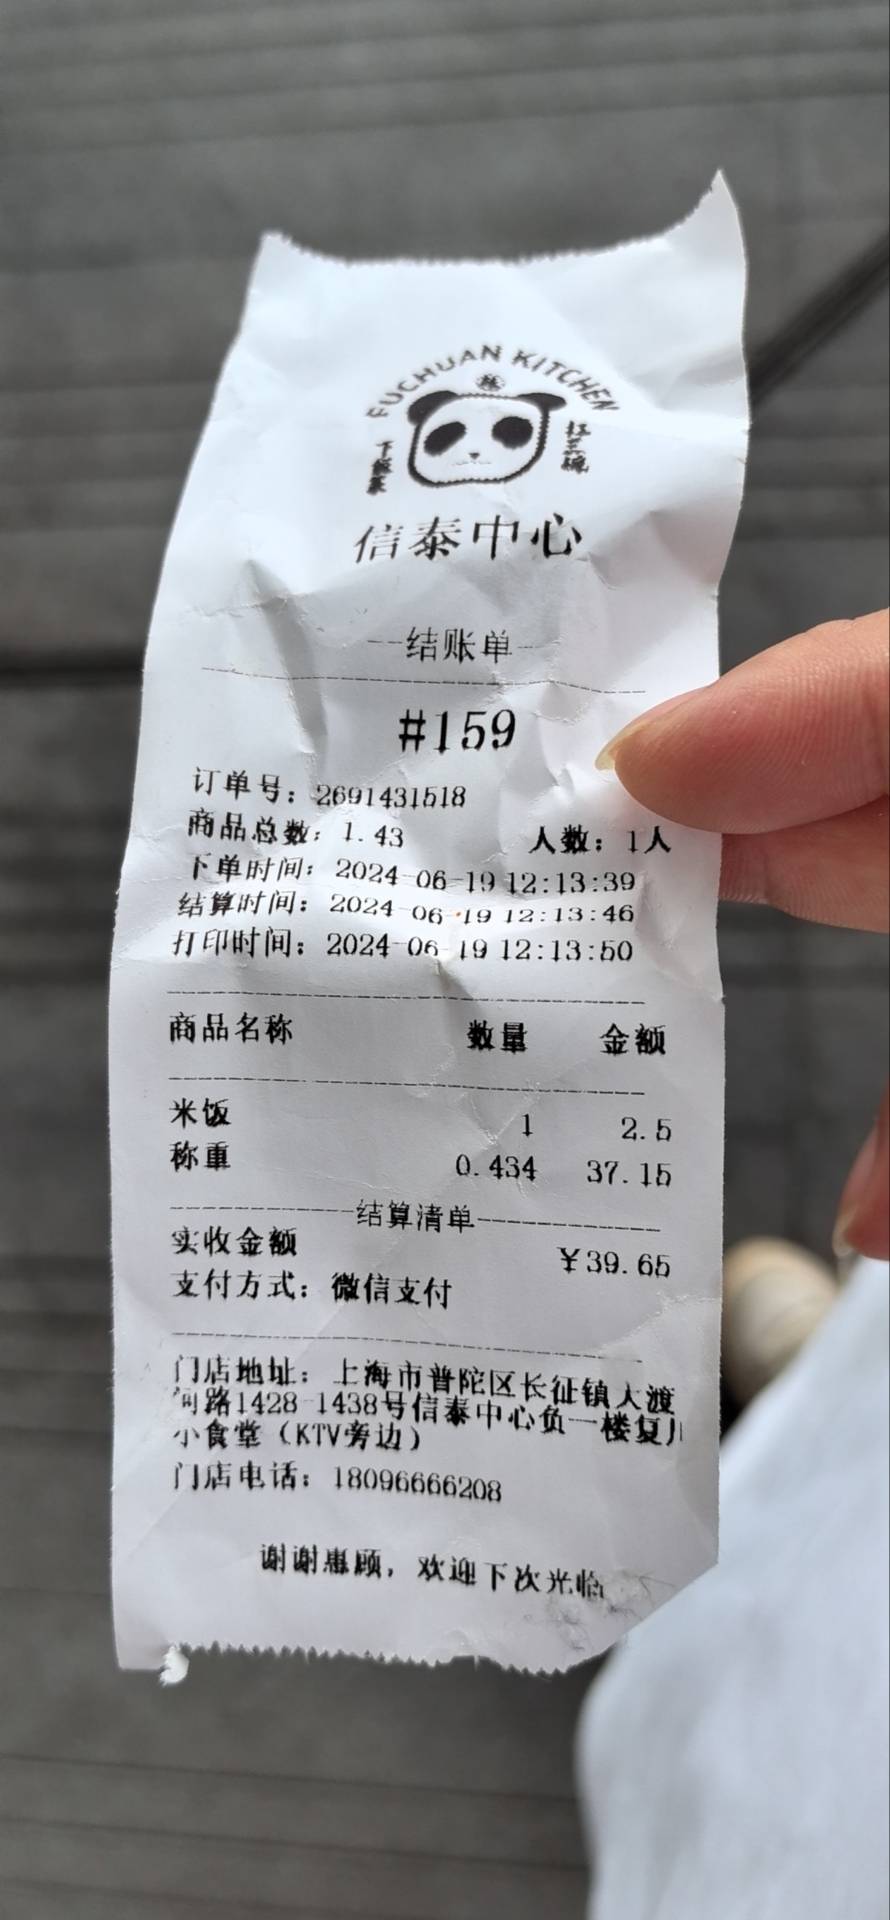 FUCHUAN KITCHEN
下飯菜
扛三碗
信泰中心
---结账单---
#159
订单号：2691431518
商品总数：1.43 人数：1人
下单时间：2024-06-19 12:13:39
结算时间：2024-06-19 12:13:46
打印时间：2024-06-19 12:13:50
商品名称 数量 金额
米饭 1 2.5
称重 0.434 37.15
结算清单
实收金额 ￥39.65
支付方式：微信支付
门店地址：上海市普陀区长征镇大渡
河路1428-1438号信泰中心负一楼复川
小食堂（KTV旁边）
门店电话：18096666208
谢谢惠顾，欢迎下次光临